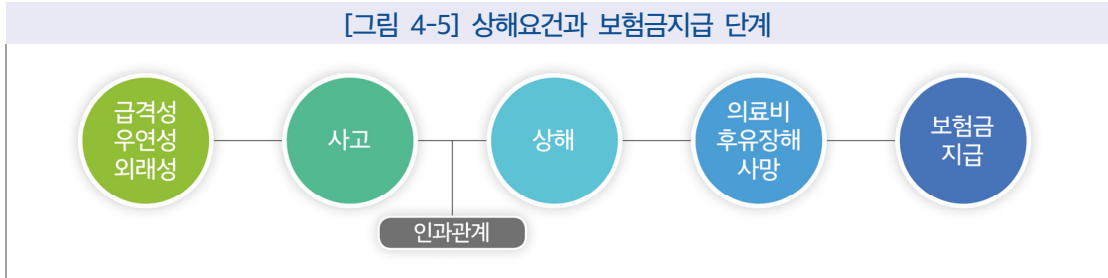 [그림 4-5] 상해요건과 보험금지급 단계
급격성
우연성
외래성
사고
상해
의료비
후유장해
사망
보험금
지급
인과관계